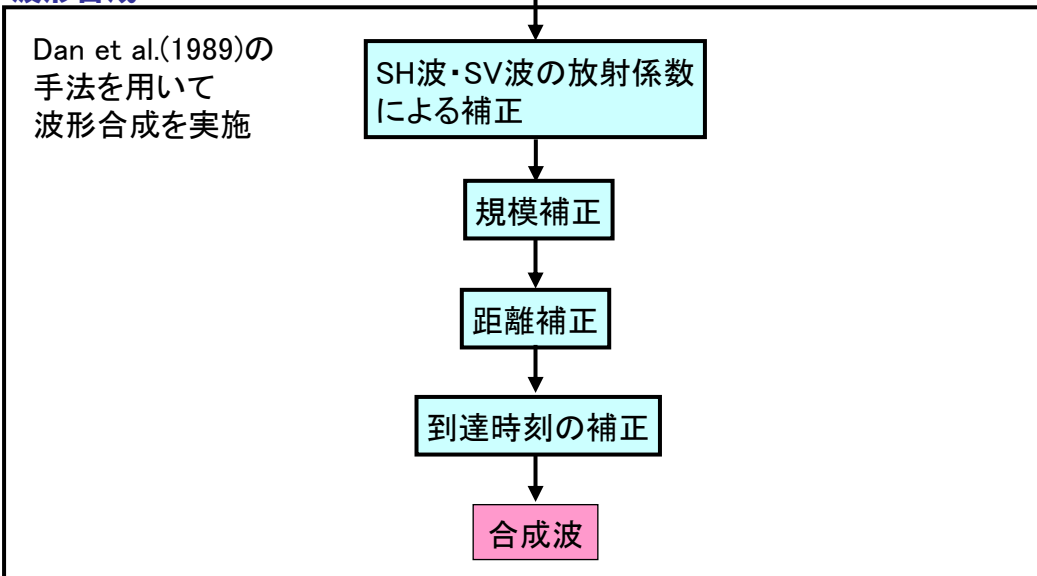 Dan et al.(1989)の
手法を用いて
波形合成を実施
SH波・SV波の放射係数
による補正
規模補正
距離補正
到達時刻の補正
合成波